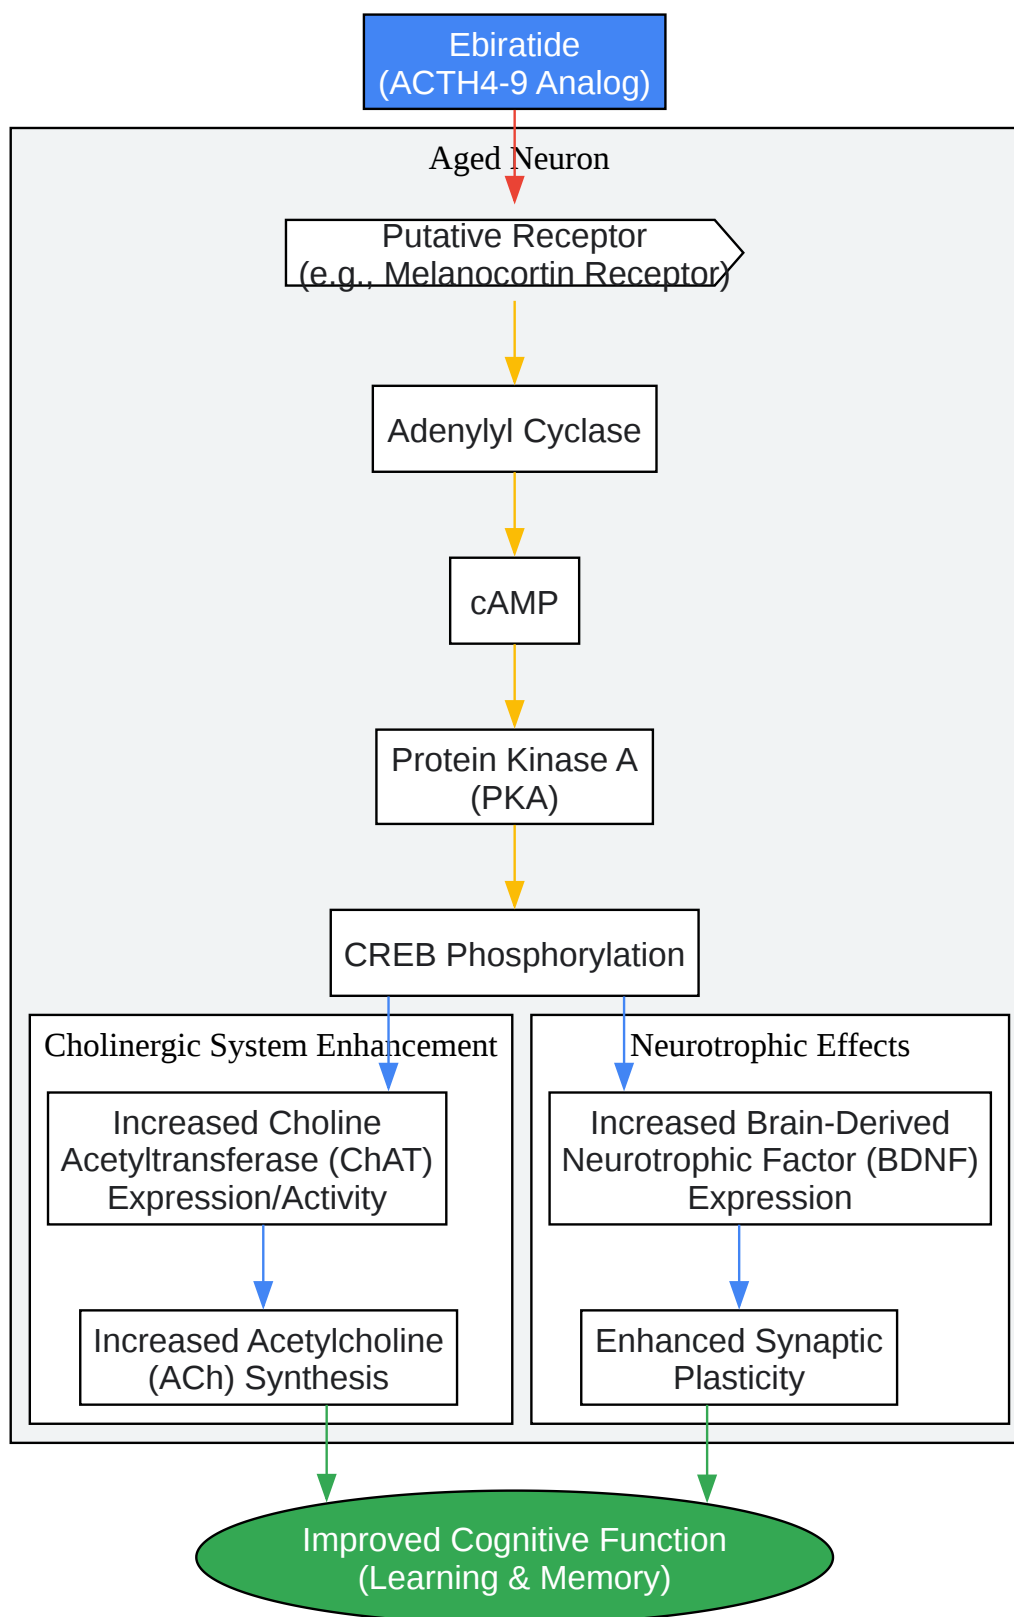 Ebiratide
(ACTH4-9 Analog)
Aged Neuron
Putative Receptor
(e.g., Melanocortin Receptor)
Adenylyl Cyclase
cAMP
Protein Kinase A
(PKA)
CREB Phosphorylation
Cholinergic System Enhancement
Increased Choline
Acetyltransferase (ChAT)
Expression/Activity
Increased Acetylcholine
(ACh) Synthesis
Neurotrophic Effects
Increased Brain-Derived
Neurotrophic Factor (BDNF)
Expression
Enhanced Synaptic
Plasticity
Improved Cognitive Function
(Learning & Memory)